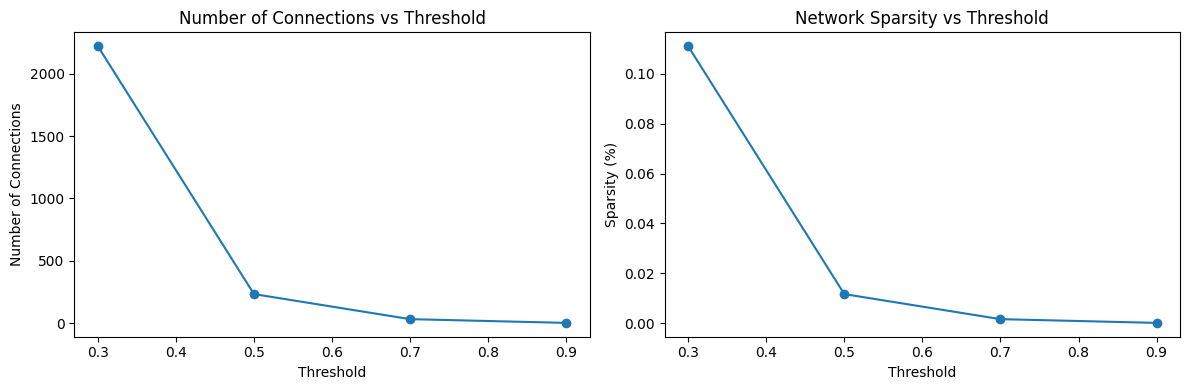 Number of Connections vs Threshold
Number of Connections
2000
1500
1000
500
0
0.3 0.4 0.5 0.6 0.7 0.8 0.9
Threshold
Network Sparsity vs Threshold
Sparsity (%)
0.10
0.08
0.06
0.04
0.02
0.00
0.3 0.4 0.5 0.6 0.7 0.8 0.9
Threshold